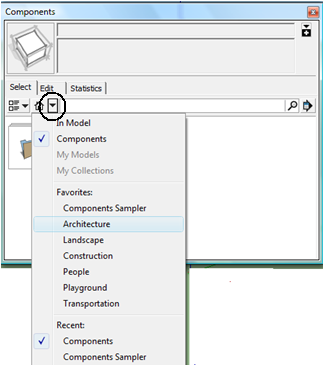 Components
Select Edit Statistics
In Model
Components
My Models
My Collections
Favorites:
Components Sampler
Architecture
Landscape
Construction
People
Playground
Transportation
Recent:
Components
Components Sampler